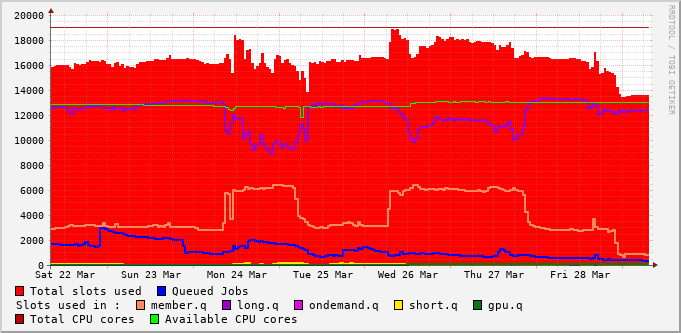 20000
18000
16000
14000
12000
10000
8000
6000
4000
2000
0
Sat 22 Mar Sun 23 Mar Mon 24 Mar Tue 25 Mar Wed 26 Mar Thu 27 Mar Fri 28 Mar
RRDTOOL / TOBI OETIKER
Total slots used Queued Jobs
Slots used in : member.q long.q ondemand.q short.q gpu.q
Total CPU cores Available CPU cores